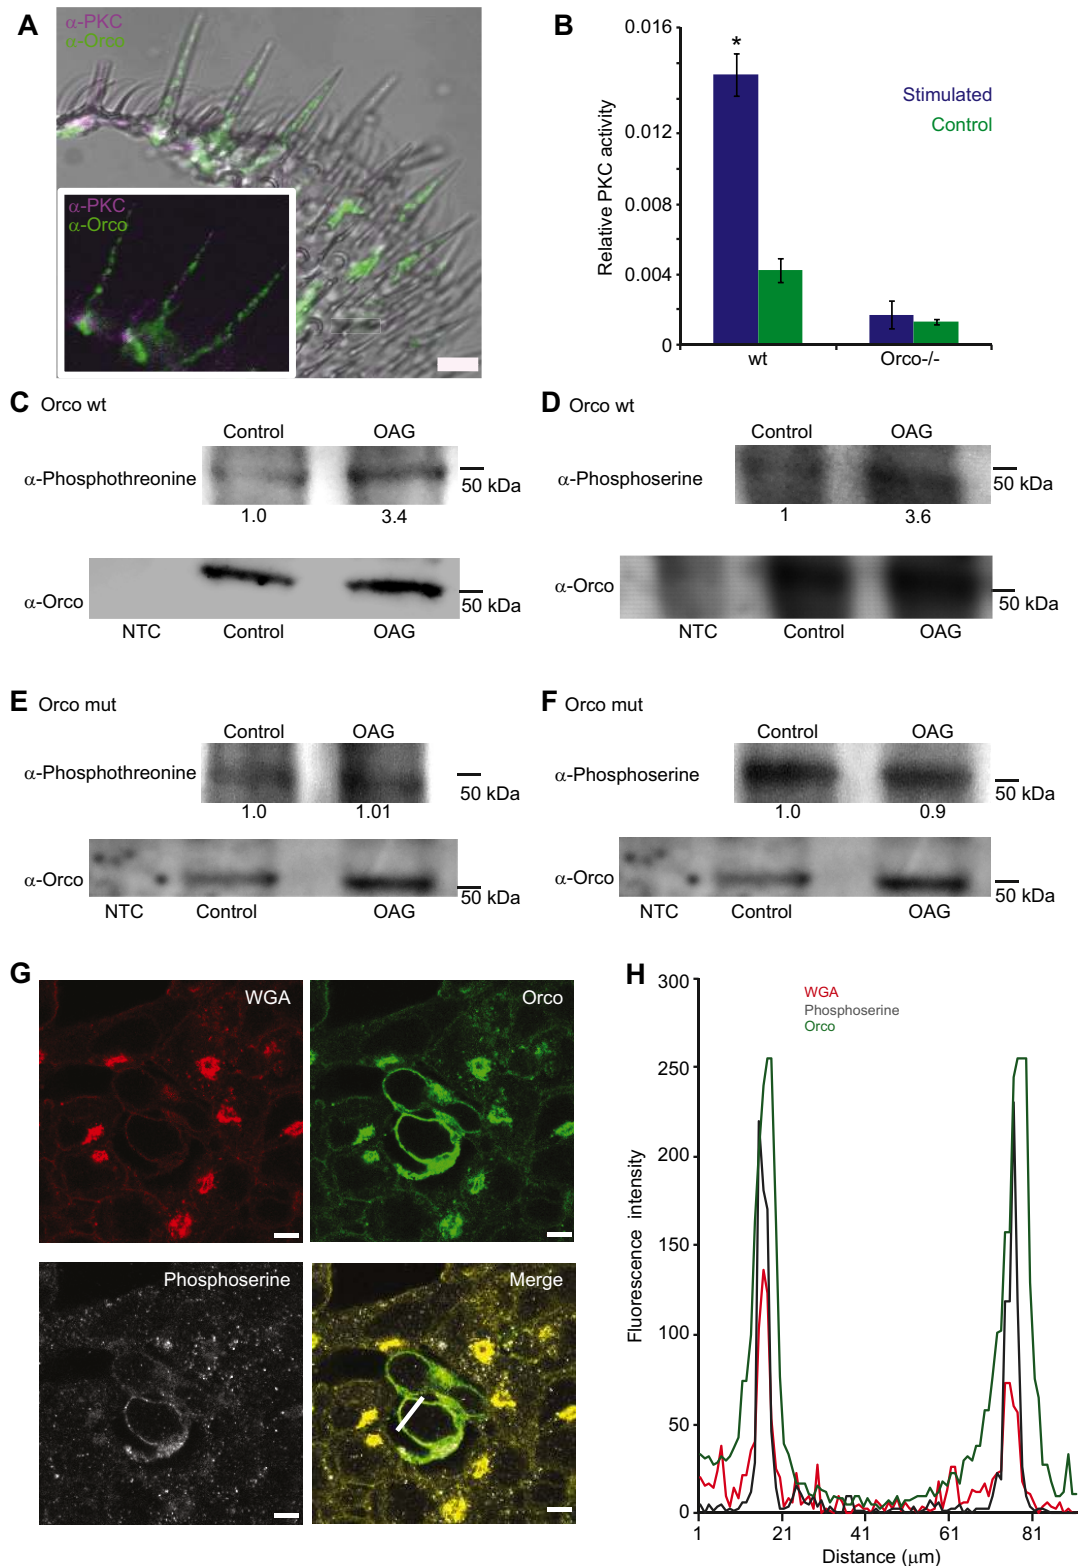 A
α-PKC
α-Orco
α-PKC
α-Orco
B
0.016
0.012
0.008
0.004
0
Relative PKC activity
*
Stimulated
Control
wt
Orco-/-
C Orco wt
Control OAG
α-Phosphothreonine
50 kDa
1.0 3.4
α-Orco
50 kDa
NTC Control OAG
D Orco wt
Control OAG
α-Phosphoserine
50 kDa
1 3.6
α-Orco
50 kDa
NTC Control OAG
E Orco mut
Control OAG
α-Phosphothreonine
50 kDa
1.0 1.01
α-Orco
50 kDa
NTC Control OAG
F Orco mut
Control OAG
α-Phosphoserine
50 kDa
1.0 0.9
α-Orco
50 kDa
NTC Control OAG
G
WGA
Orco
Phosphoserine
Merge
H
300
250
200
150
100
50
0
Fluorescence intensity
WGA
Phosphoserine
Orco
1 21 41 61 81
Distance (μm)